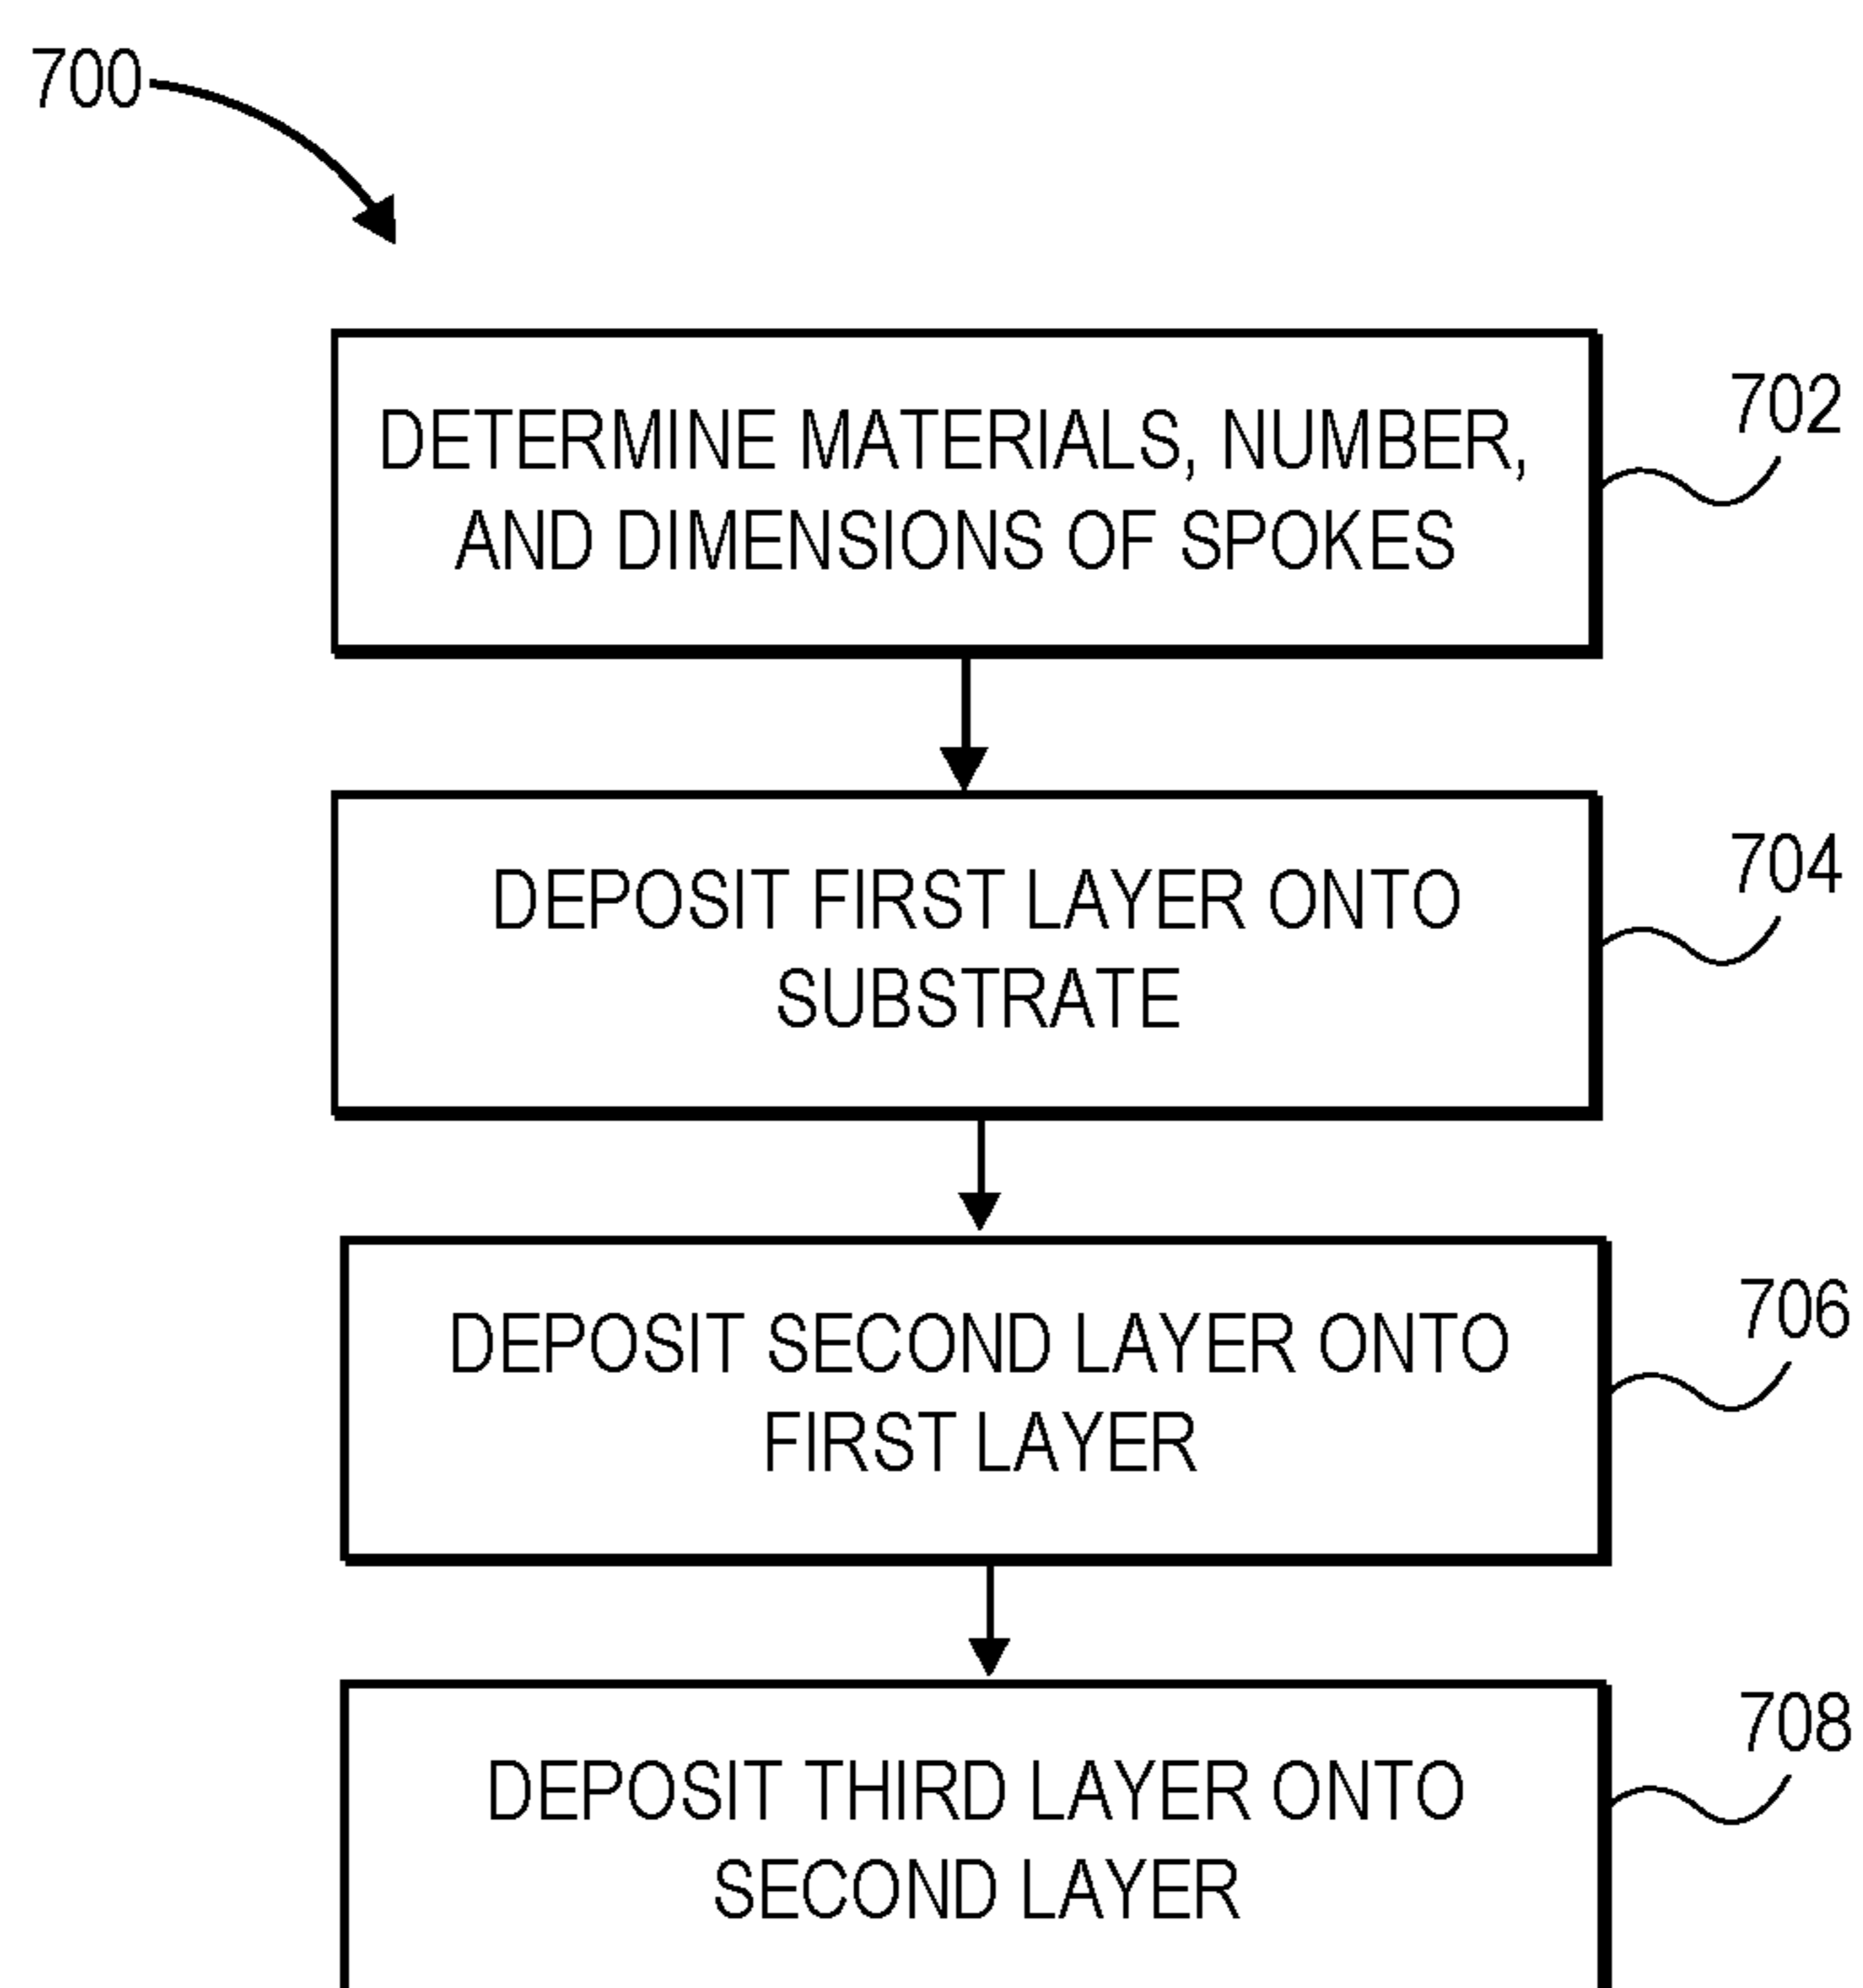 700
DETERMINE MATERIALS, NUMBER,
AND DIMENSIONS OF SPOKES
702
DEPOSIT FIRST LAYER ONTO
SUBSTRATE
704
DEPOSIT SECOND LAYER ONTO
FIRST LAYER
706
DEPOSIT THIRD LAYER ONTO
SECOND LAYER
708